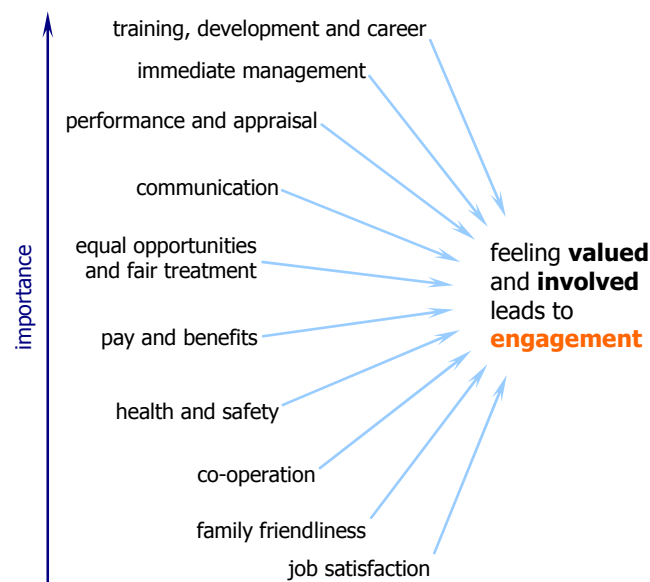 training, development and career
immediate management
performance and appraisal
communication
equal opportunities
and fair treatment
pay and benefits
health and safety
co-operation
family friendliness
job satisfaction
importance
feeling valued
and involved
leads to
engagement